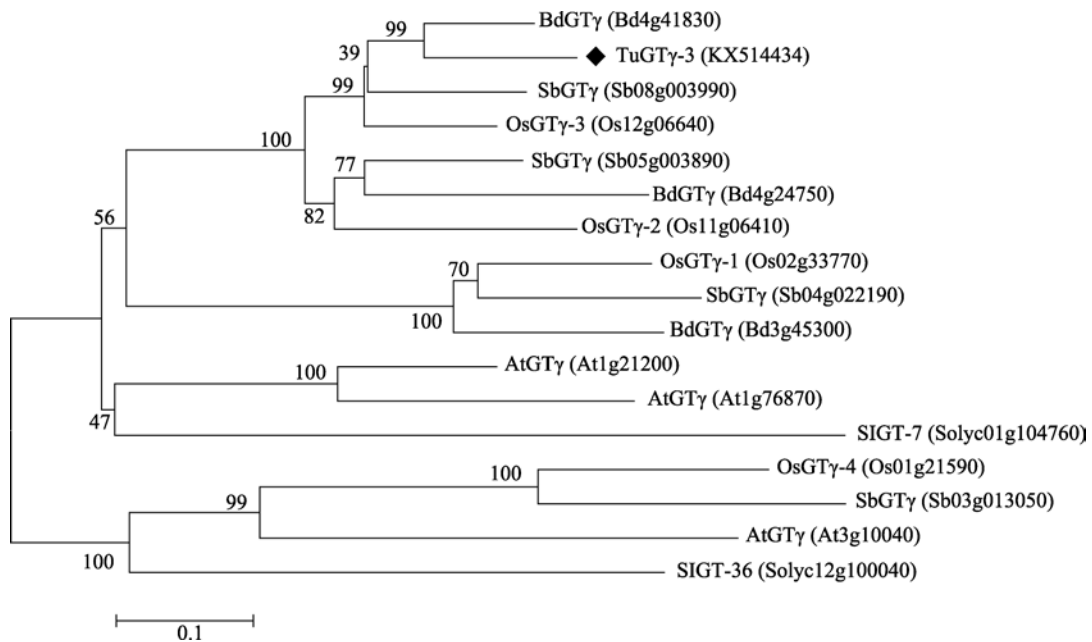 BdGTγ (Bd4g41830)
99
TuGTγ-3 (KX514434)
39
SbGTγ (Sb08g003990)
99
OsGTγ-3 (Os12g06640)
100
SbGTγ (Sb05g003890)
77
BdGTγ (Bd4g24750)
82
OsGTγ-2 (Os11g06410)
56
OsGTγ-1 (Os02g33770)
70
SbGTγ (Sb04g022190)
100
BdGTγ (Bd3g45300)
AtGTγ (At1g21200)
100
AtGTγ (At1g76870)
47
SIGT-7 (Solyc01g104760)
OsGTγ-4 (Os01g21590)
100
SbGTγ (Sb03g013050)
99
AtGTγ (At3g10040)
100
SIGT-36 (Solyc12g100040)
0.1